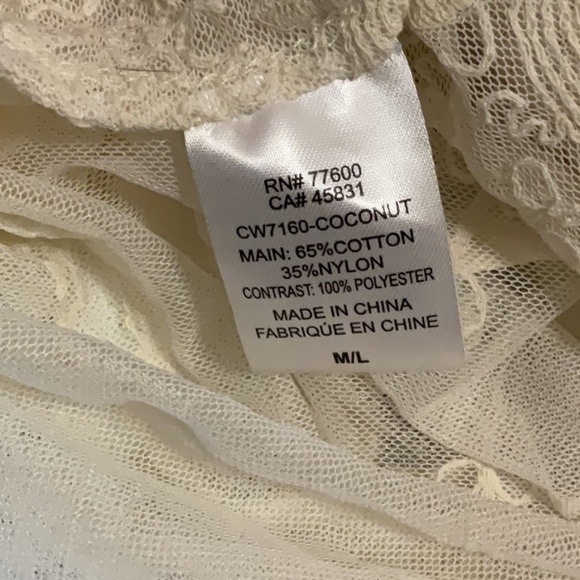 RN# 77600
CA# 45831
CW7160-COCONUT
MAIN: 65%COTTON
35%NYLON
CONTRAST: 100% POLYESTER
MADE IN CHINA
FABRIQÚE EN CHINE
M/L